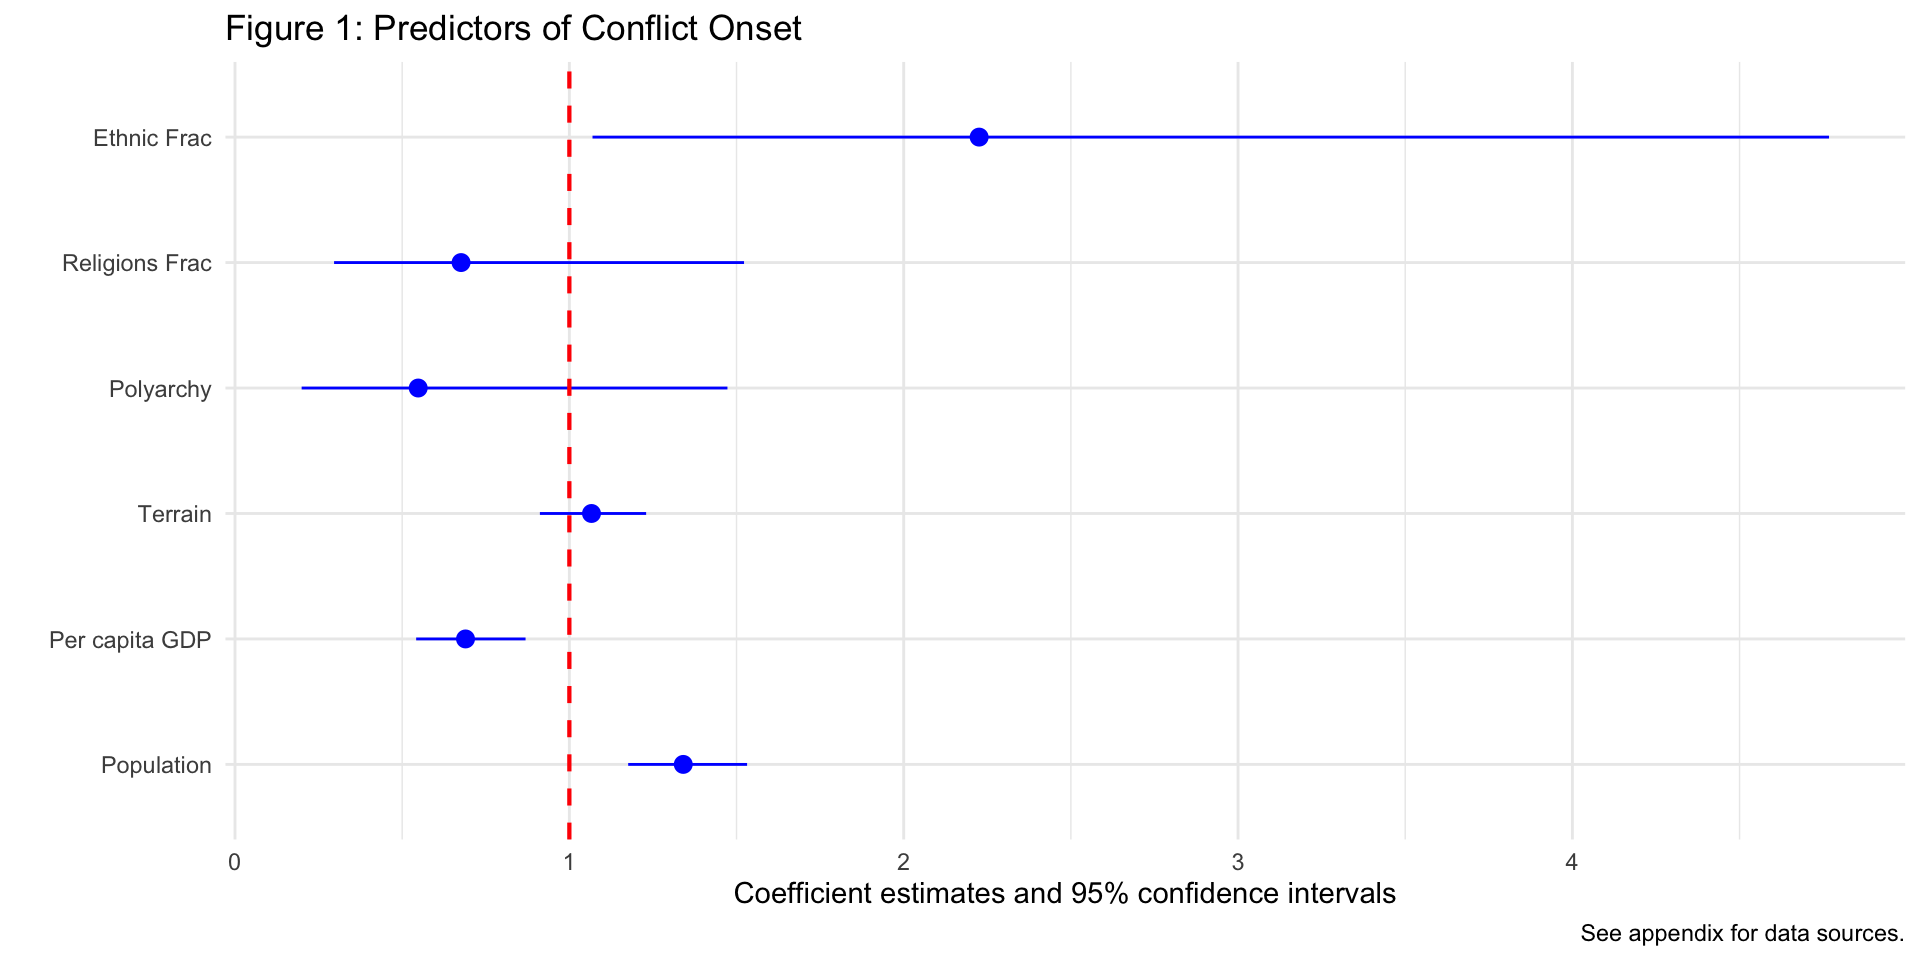 Figure 1: Predictors of Conflict Onset
Ethnic Frac
Religions Frac
Polyarchy
Terrain
Per capita GDP
Population
0 1 2 3 4
Coefficient estimates and 95% confidence intervals
See appendix for data sources.